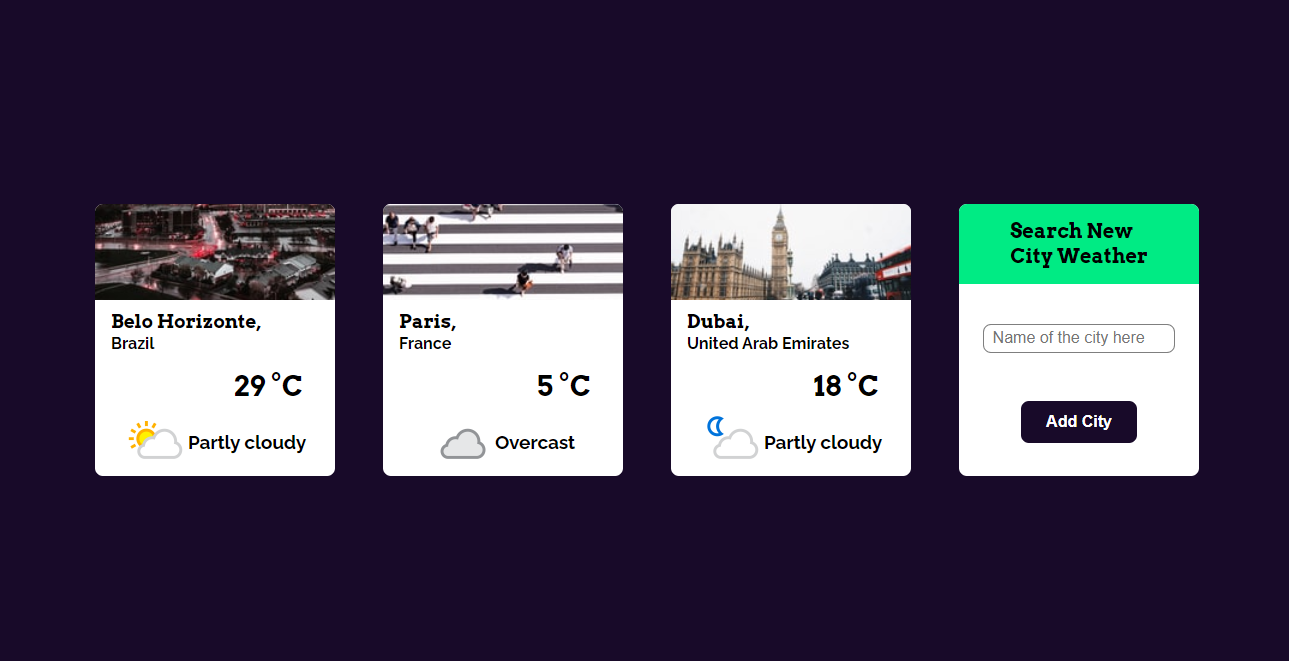 Belo Horizonte,
Brazil
29 °C
Partly cloudy
Paris,
France
5 °C
Overcast
Dubai,
United Arab Emirates
18 °C
Partly cloudy
Search New
City Weather
Name of the city here
Add City